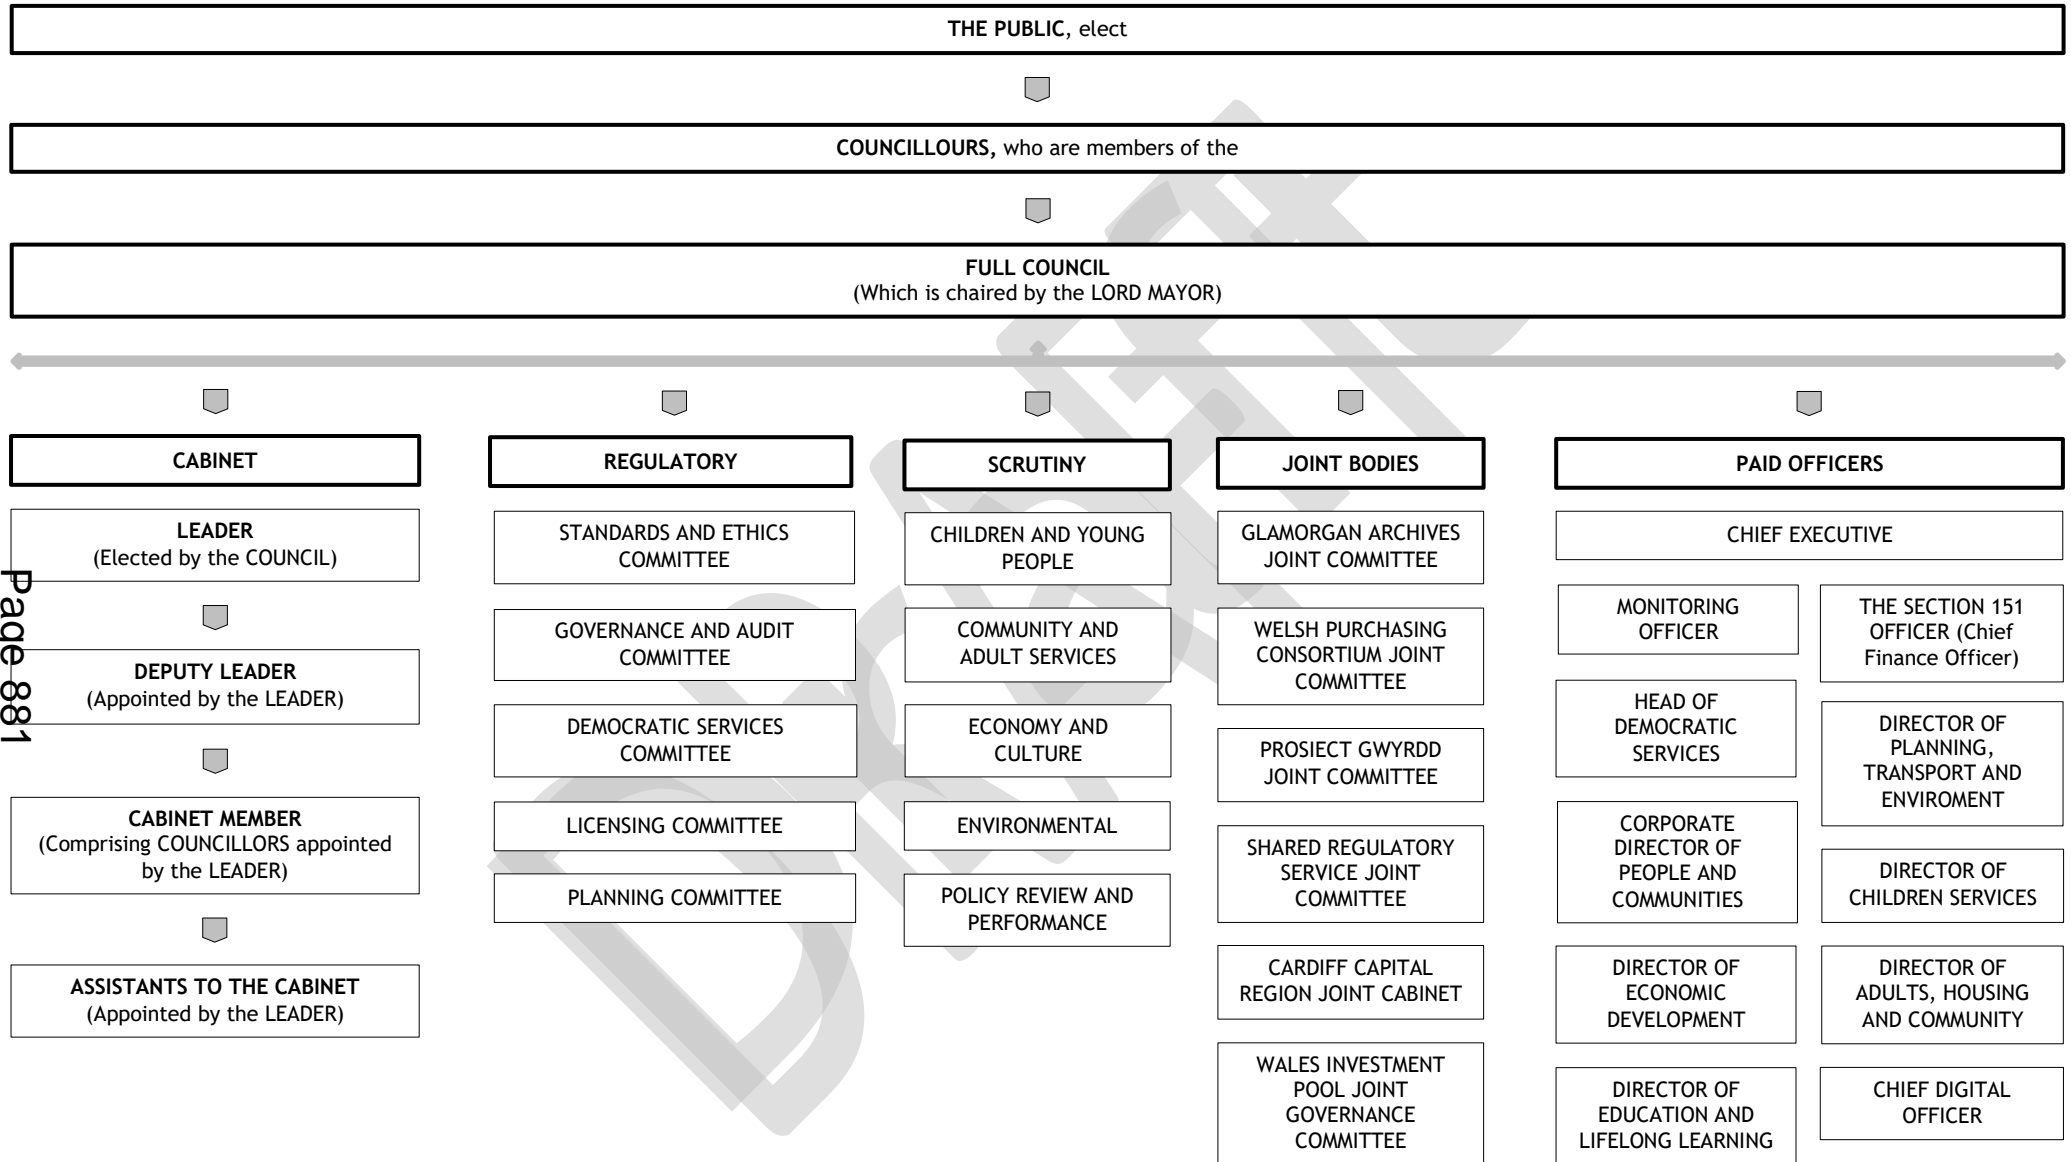 THE PUBLIC, elect
COUNCILLOURS, who are members of the
FULL COUNCIL
(Which is chaired by the LORD MAYOR)
CABINET
LEADER
(Elected by the COUNCIL)
DEPUTY LEADER
(Appointed by the LEADER)
CABINET MEMBER
(Comprising COUNCILLORS appointed
by the LEADER)
ASSISTANTS TO THE CABINET
(Appointed by the LEADER)
REGULATORY
STANDARDS AND ETHICS
COMMITTEE
GOVERNANCE AND AUDIT
COMMITTEE
DEMOCRATIC SERVICES
COMMITTEE
LICENSING COMMITTEE
PLANNING COMMITTEE
SCRUTINY
CHILDREN AND YOUNG
PEOPLE
COMMUNITY AND
ADULT SERVICES
ECONOMY AND
CULTURE
ENVIRONMENTAL
POLICY REVIEW AND
PERFORMANCE
JOINT BODIES
GLAMORGAN ARCHIVES
JOINT COMMITTEE
WELSH PURCHASING
CONSORTIUM JOINT
COMMITTEE
PROSIECT GWYRDD
JOINT COMMITTEE
SHARED REGULATORY
SERVICE JOINT
COMMITTEE
CARDIFF CAPITAL
REGION JOINT CABINET
WALES INVESTMENT
POOL JOINT
GOVERNANCE
COMMITTEE
PAID OFFICERS
CHIEF EXECUTIVE
MONITORING
OFFICER
THE SECTION 151
OFFICER (Chief
Finance Officer)
HEAD OF
DEMOCRATIC
SERVICES
DIRECTOR OF
PLANNING,
TRANSPORT AND
ENVIROMENT
CORPORATE
DIRECTOR OF
PEOPLE AND
COMMUNITIES
DIRECTOR OF
CHILDREN SERVICES
DIRECTOR OF
ECONOMIC
DEVELOPMENT
DIRECTOR OF
ADULTS, HOUSING
AND COMMUNITY
DIRECTOR OF
EDUCATION AND
LIFELONG LEARNING
CHIEF DIGITAL
OFFICER
Page 881